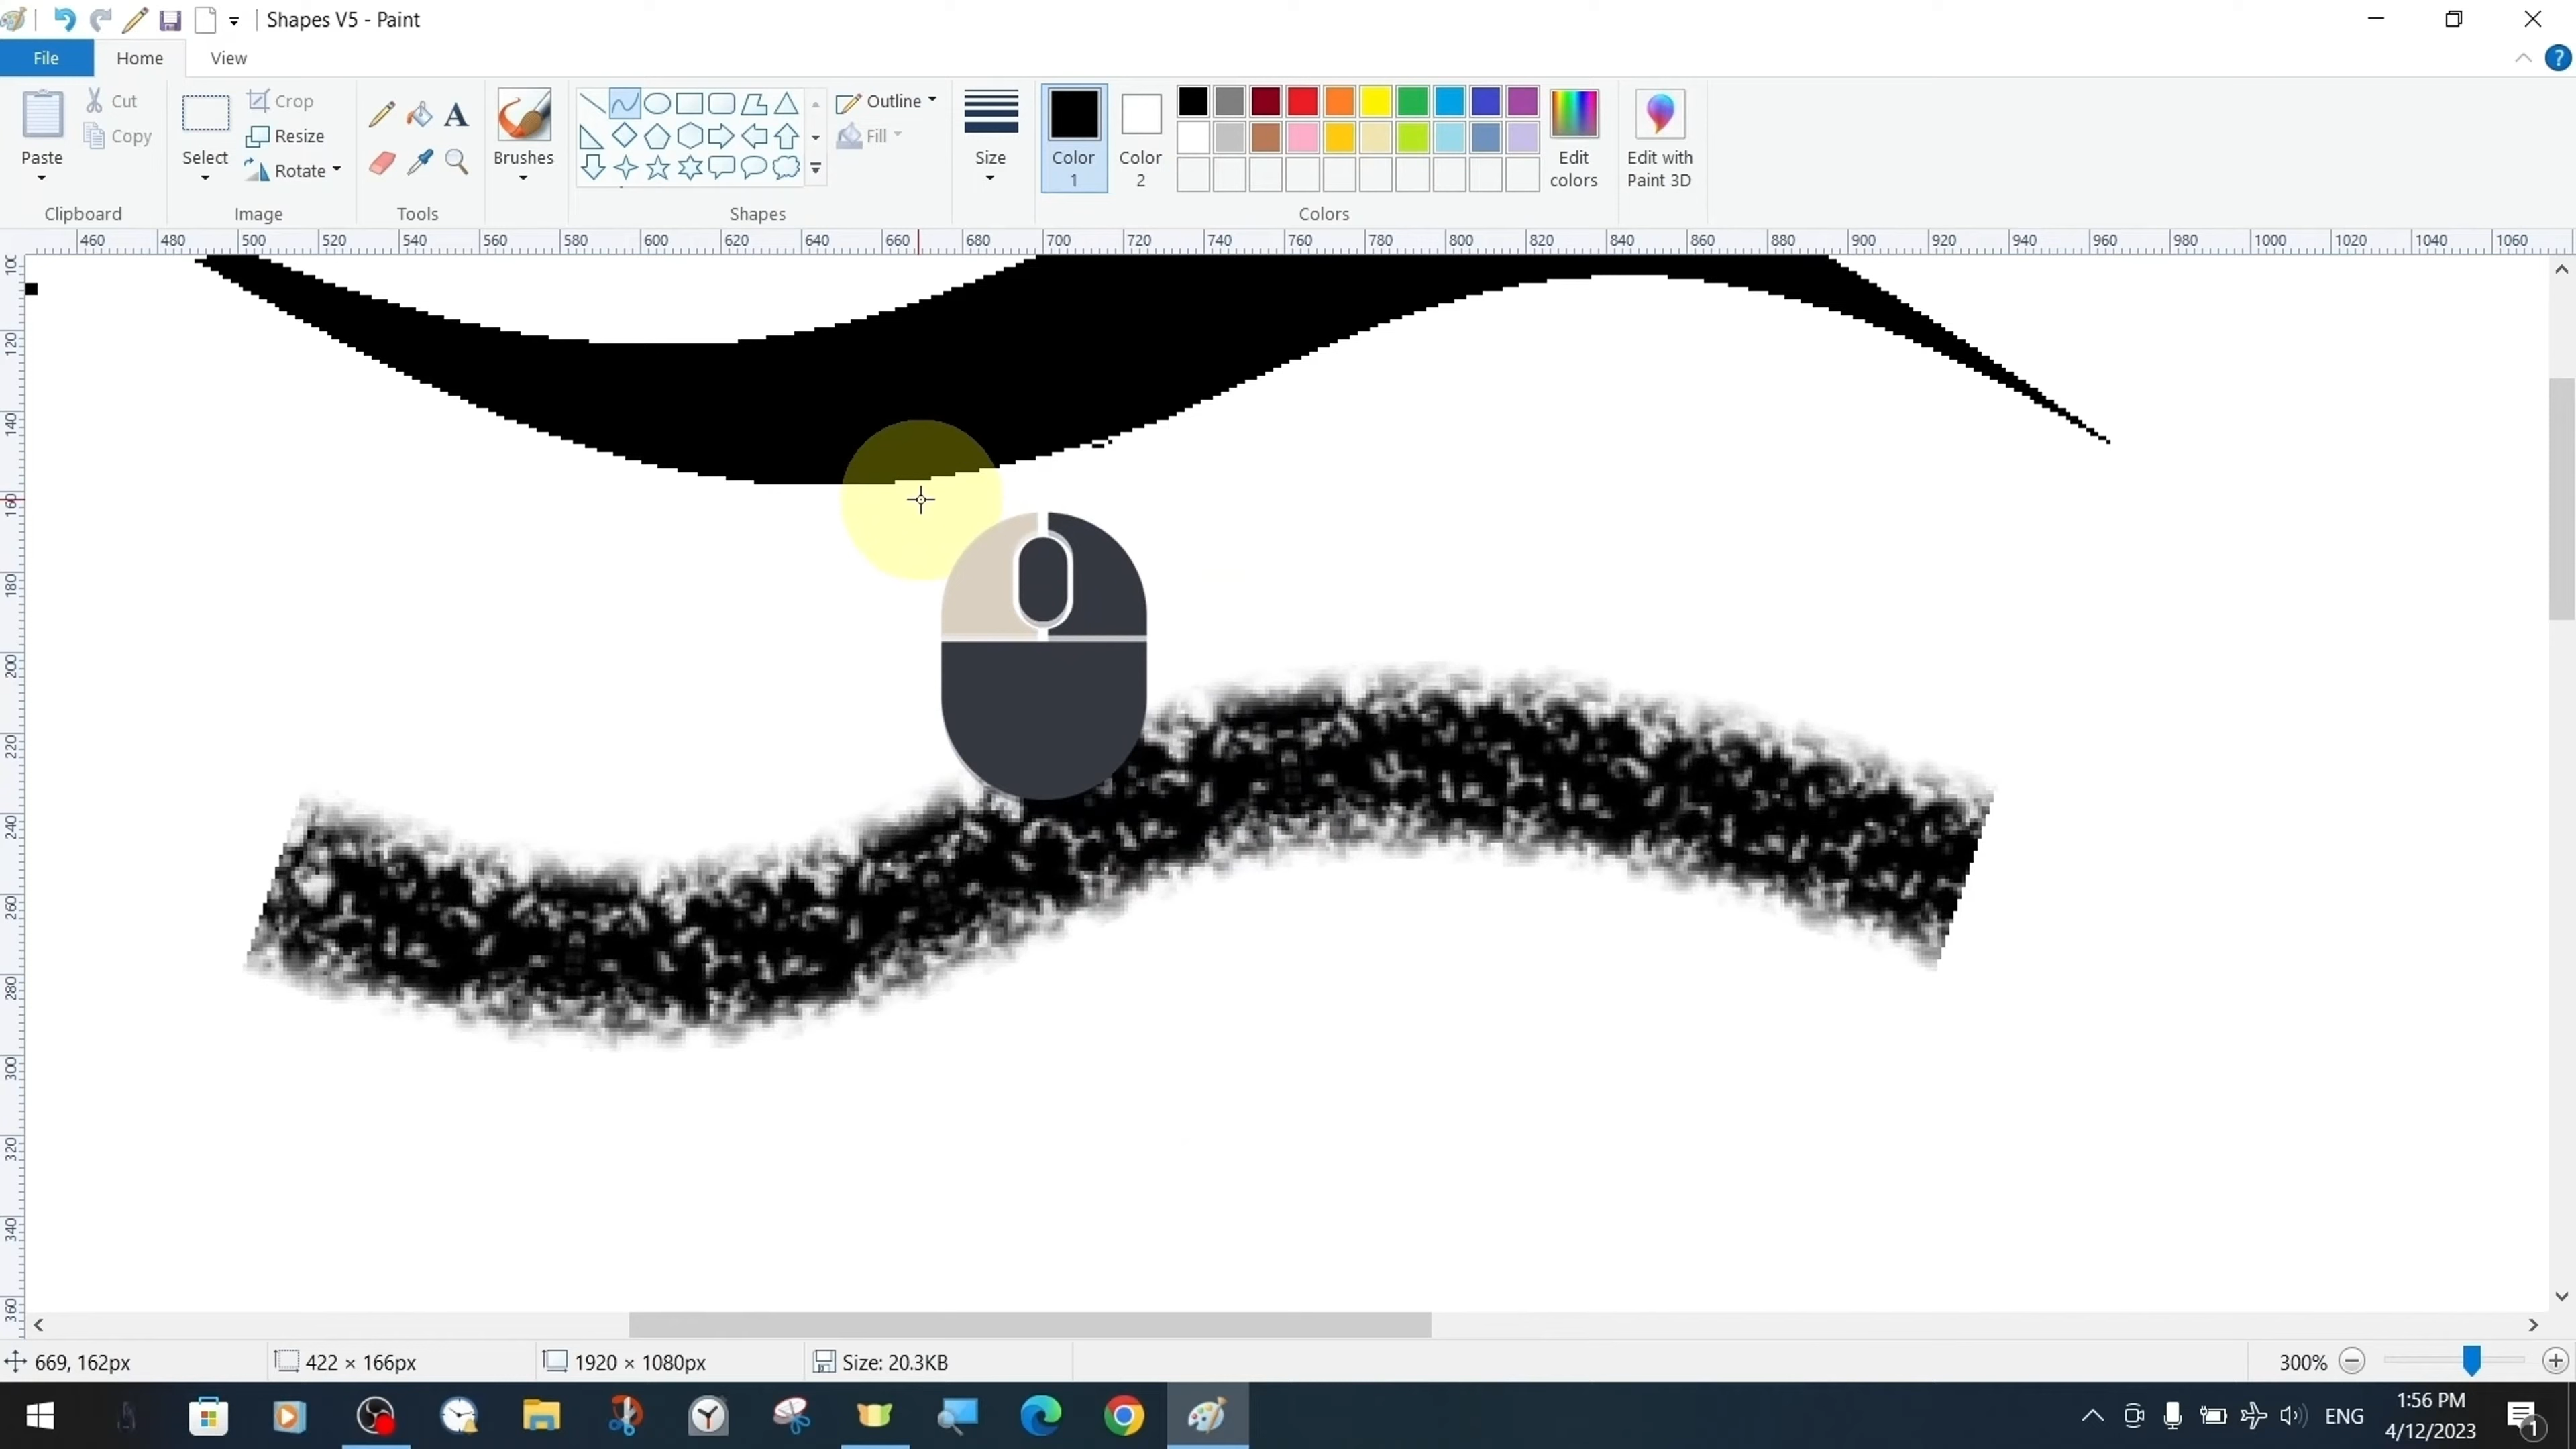 Shapes V5 - Paint
File Home View
Cut
Copy
Paste
Clipboard
Crop
Resize
Rotate
Select
Image
A
Tools
Brushes
Shapes
Outline
Fill
Size
Color 1
Color 2
Edit colors
Colors
Edit with Paint 3D
?
460 480 500 520 540 560 580 600 620 640 660 680 700 720 740 760 780 800 820 840 860 880 900 920 940 960 980 1000 1020 1040 1060
120
140
160
180
200
220
240
260
280
300
320
340
360
669, 162px 422 × 166px 1920 × 1080px Size: 20.3KB 300%
ENG
1:56 PM
4/12/2023
1